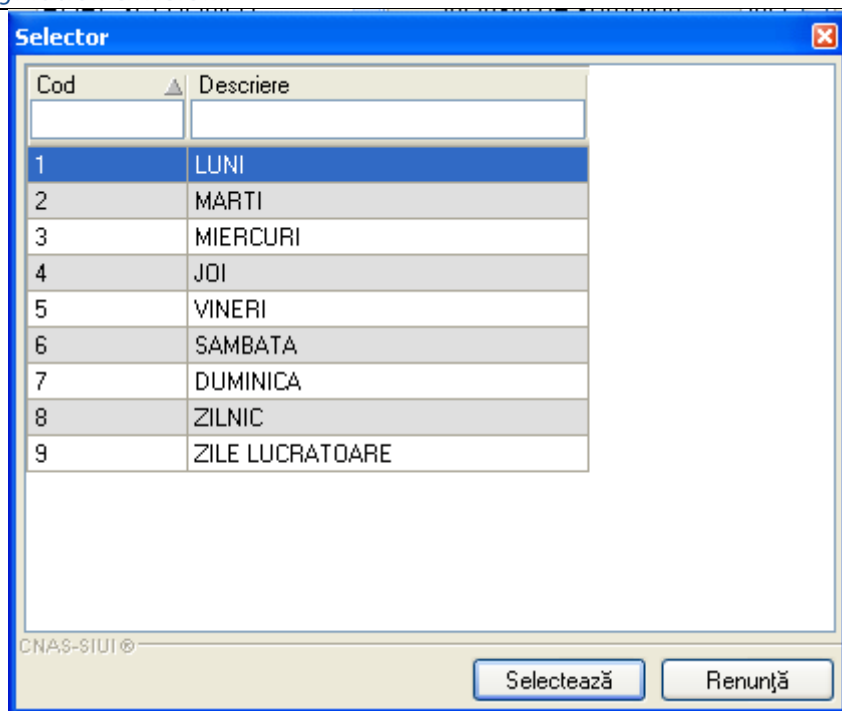 Selector
Cod Descriere
1 LUNI
2 MARTI
3 MIERCURI
4 JOI
5 VINERI
6 SAMBATA
7 DUMINICA
8 ZILNIC
9 ZILE LUCRATOARE
CNAS-SIUI®
Selectează Renunţă